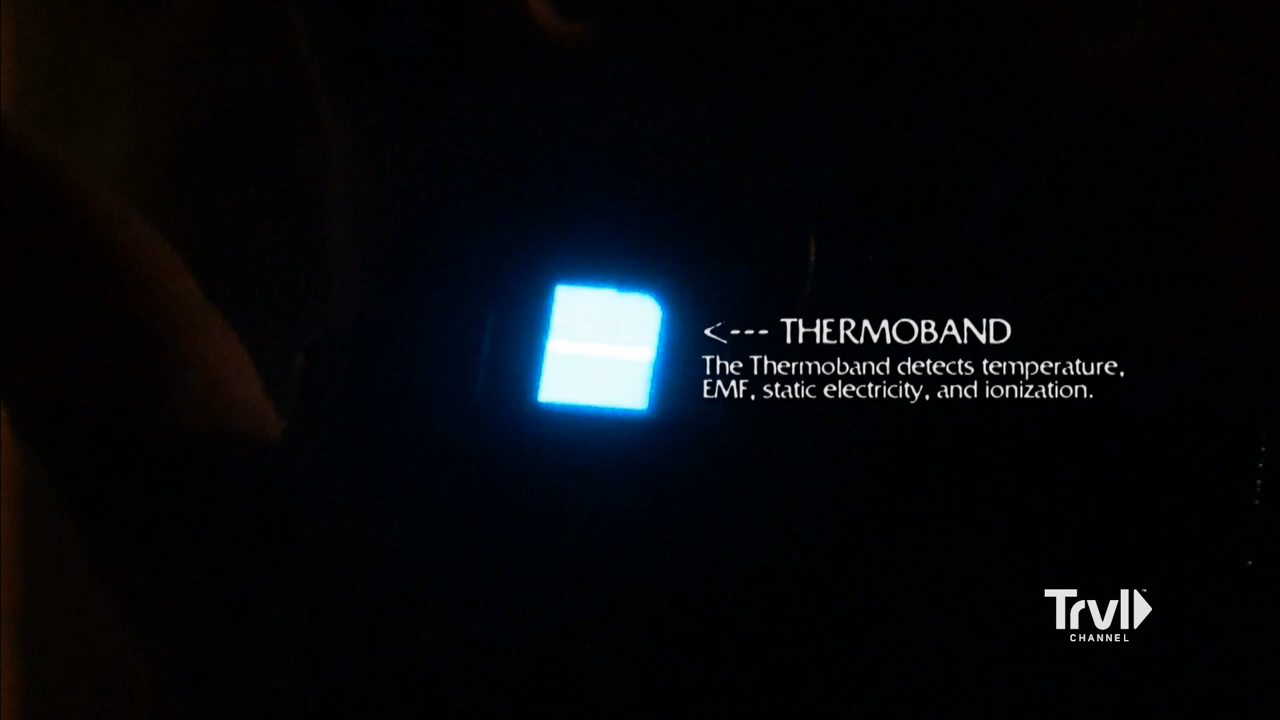 <--- THERMOBAND
The Thermoband detects temperature,
EMF, static electricity, and ionization.
Trvl
CHANNEL